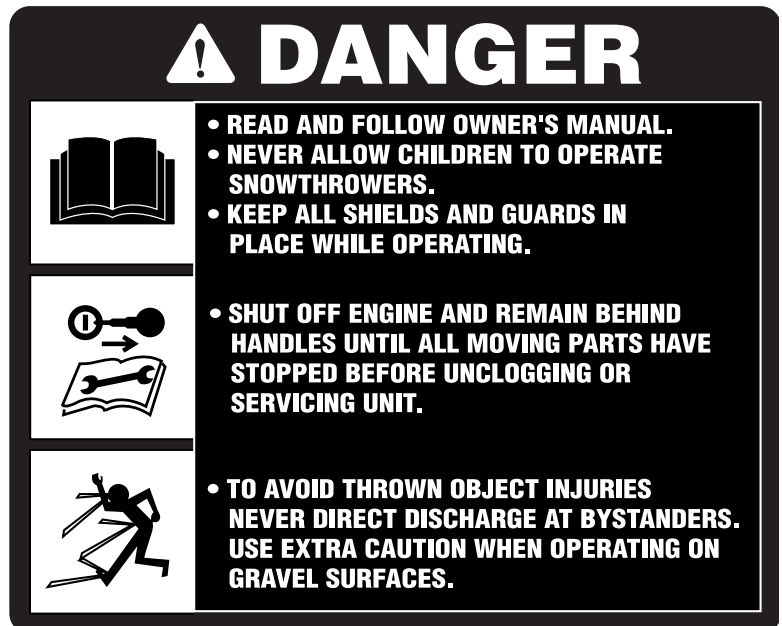 DANGER
• READ AND FOLLOW OWNER'S MANUAL.
• NEVER ALLOW CHILDREN TO OPERATE
SNOWTHROWERS.
• KEEP ALL SHIELDS AND GUARDS IN
PLACE WHILE OPERATING.
• SHUT OFF ENGINE AND REMAIN BEHIND
HANDLES UNTIL ALL MOVING PARTS HAVE
STOPPED BEFORE UNCLOGGING OR
SERVICING UNIT.
• TO AVOID THROWN OBJECT INJURIES
NEVER DIRECT DISCHARGE AT BYSTANDERS.
USE EXTRA CAUTION WHEN OPERATING ON
GRAVEL SURFACES.